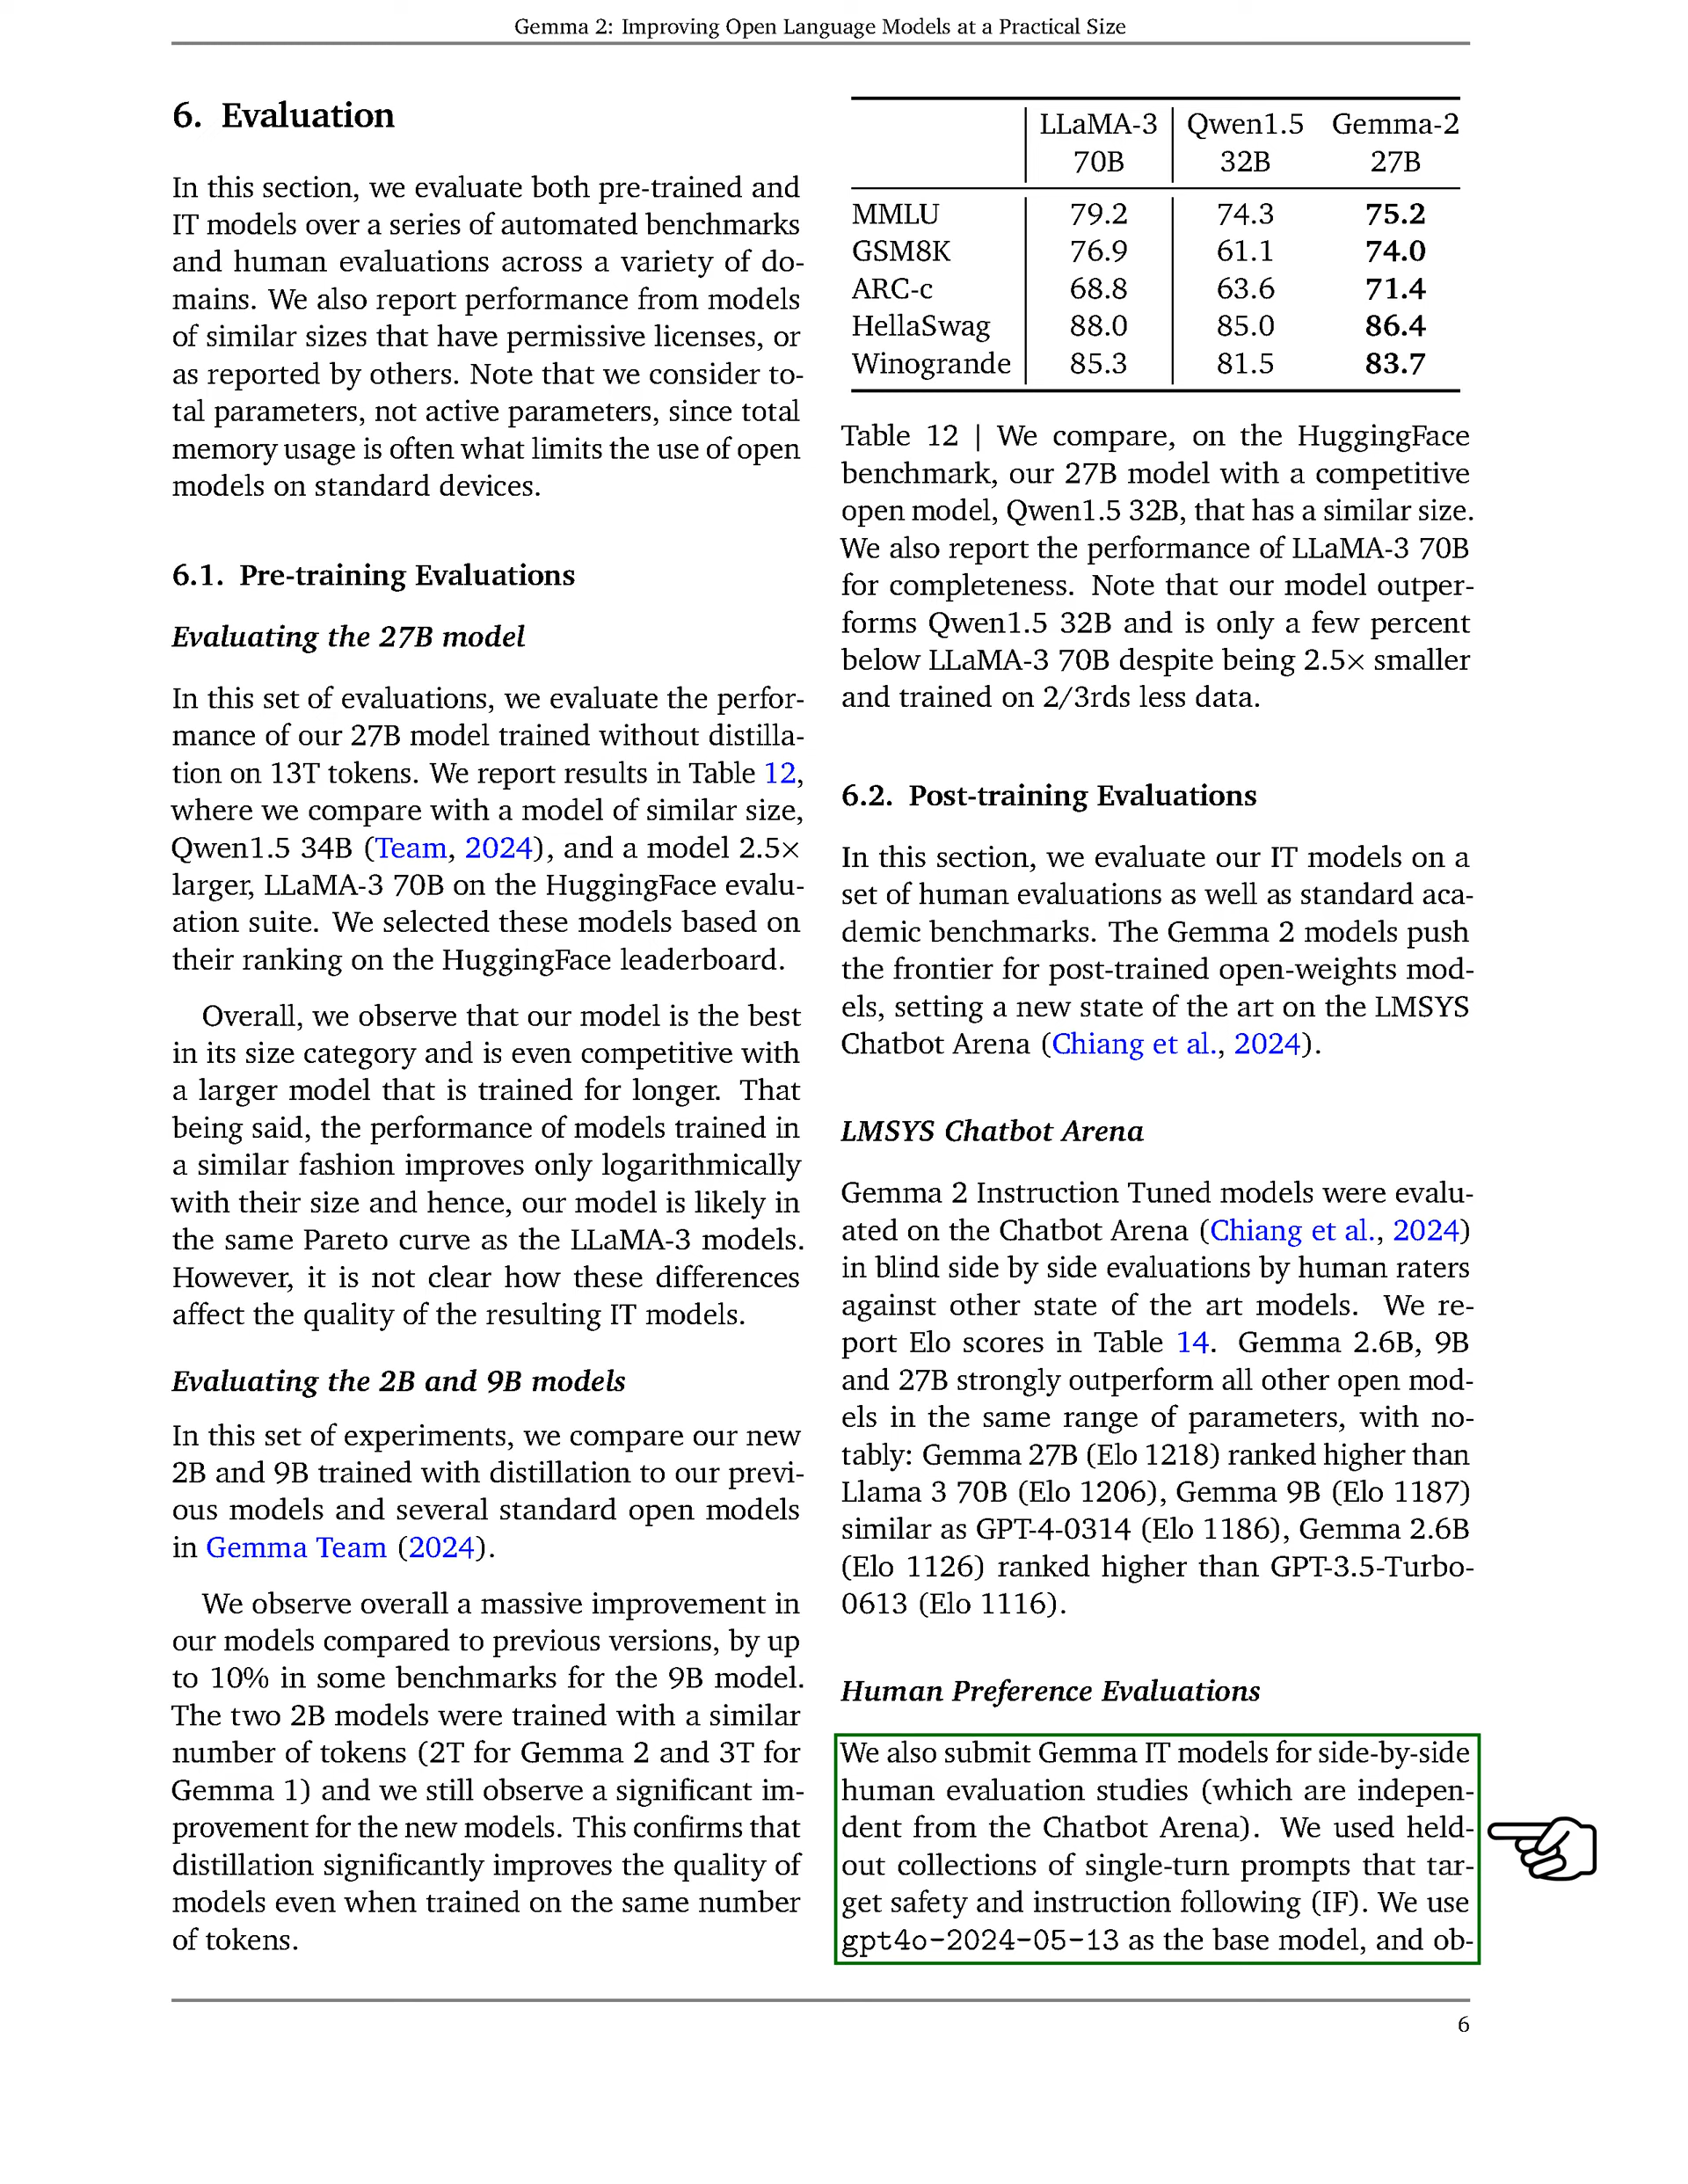 Gemma 2: Improving Open Language Models at a Practical Size
6. Evaluation
In this section, we evaluate both pre-trained and
IT models over a series of automated benchmarks
and human evaluations across a variety of do-
mains. We also report performance from models
of similar sizes that have permissive licenses, or
as reported by others. Note that we consider to-
tal parameters, not active parameters, since total
memory usage is often what limits the use of open
models on standard devices.
6.1. Pre-training Evaluations
Evaluating the 27B model
In this set of evaluations, we evaluate the perfor-
mance of our 27B model trained without distilla-
tion on 13T tokens. We report results in Table 12,
where we compare with a model of similar size,
Qwen1.5 34B (Team, 2024), and a model 2.5×
larger, LLaMA-3 70B on the HuggingFace evalu-
ation suite. We selected these models based on
their ranking on the HuggingFace leaderboard.
Overall, we observe that our model is the best
in its size category and is even competitive with
a larger model that is trained for longer. That
being said, the performance of models trained in
a similar fashion improves only logarithmically
with their size and hence, our model is likely in
the same Pareto curve as the LLaMA-3 models.
However, it is not clear how these differences
affect the quality of the resulting IT models.
Evaluating the 2B and 9B models
In this set of experiments, we compare our new
2B and 9B trained with distillation to our previ-
ous models and several standard open models
in Gemma Team (2024).
We observe overall a massive improvement in
our models compared to previous versions, by up
to 10% in some benchmarks for the 9B model.
The two 2B models were trained with a similar
number of tokens (2T for Gemma 2 and 3T for
Gemma 1) and we still observe a significant im-
provement for the new models. This confirms that
distillation significantly improves the quality of
models even when trained on the same number
of tokens.
LLaMA-3 Qwen1.5 Gemma-2
70B 32B 27B
MMLU 79.2 74.3 75.2
GSM8K 76.9 61.1 74.0
ARC-c 68.8 63.6 71.4
HellaSwag 88.0 85.0 86.4
Winogrande 85.3 81.5 83.7
Table 12 | We compare, on the HuggingFace
benchmark, our 27B model with a competitive
open model, Qwen1.5 32B, that has a similar size.
We also report the performance of LLaMA-3 70B
for completeness. Note that our model outper-
forms Qwen1.5 32B and is only a few percent
below LLaMA-3 70B despite being 2.5× smaller
and trained on 2/3rds less data.
6.2. Post-training Evaluations
In this section, we evaluate our IT models on a
set of human evaluations as well as standard aca-
demic benchmarks. The Gemma 2 models push
the frontier for post-trained open-weights mod-
els, setting a new state of the art on the LMSYS
Chatbot Arena (Chiang et al., 2024).
LMSYS Chatbot Arena
Gemma 2 Instruction Tuned models were evalu-
ated on the Chatbot Arena (Chiang et al., 2024)
in blind side by side evaluations by human raters
against other state of the art models. We re-
port Elo scores in Table 14. Gemma 2.6B, 9B
and 27B strongly outperform all other open mod-
els in the same range of parameters, with no-
tably: Gemma 27B (Elo 1218) ranked higher than
Llama 3 70B (Elo 1206), Gemma 9B (Elo 1187)
similar as GPT-4-0314 (Elo 1186), Gemma 2.6B
(Elo 1126) ranked higher than GPT-3.5-Turbo-
0613 (Elo 1116).
Human Preference Evaluations
We also submit Gemma IT models for side-by-side
human evaluation studies (which are indepen-
dent from the Chatbot Arena). We used held-
out collections of single-turn prompts that tar-
get safety and instruction following (IF). We use
gpt4o-2024-05-13 as the base model, and ob-
6